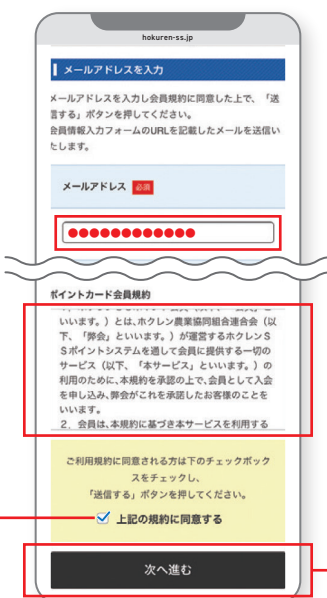 hokuren-ss.jp
メールアドレスを入力
メールアドレスを入力し会員規約に同意した上で、「送
信する」ボタンを押してください。
会員情報入力フォームのURLを記載したメールを送信い
たします。
メールアドレス 必須
●●●●●●●●●●●●
ポイントカード会員規約
いいます。）とは、ホクレン農業協同組合連合会（以
下、「弊会」といいます。）が運営するホクレンＳ
Ｓポイントシステムを通して会員に提供する一切の
サービス（以下、「本サービス」といいます。）の
利用のために、本規約を承認の上で、会員として入会
を申し込み、弊会がこれを承諾したお客様のことを
いいます。
２．会員は、本規約に基づき本サービスを利用する
ご利用規約に同意される方は下のチェックボック
スをチェックし、
「送信する」ボタンを押してください。
上記の規約に同意する
次へ進む